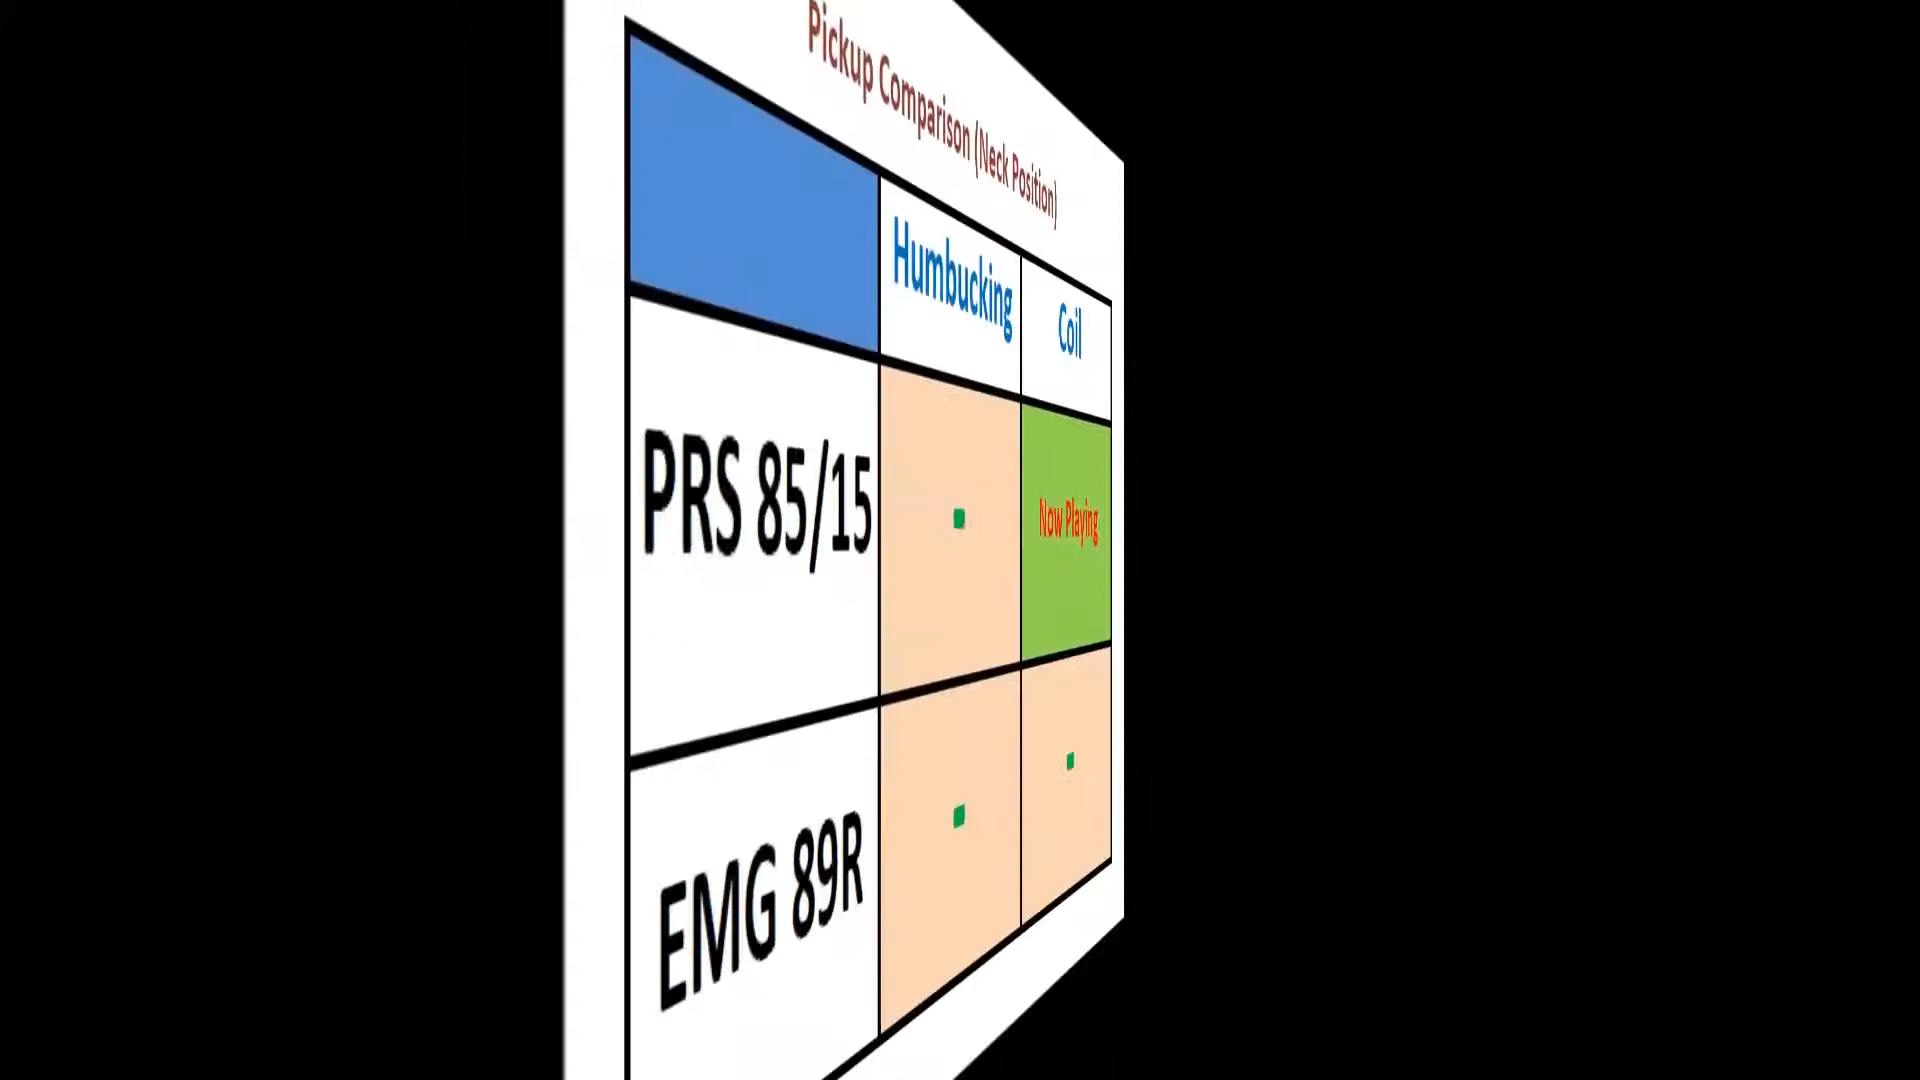 Pickup Comparison (Neck Position)
Humbucking Coil
PRS 85/15 - Now Playing
EMG 89R - -